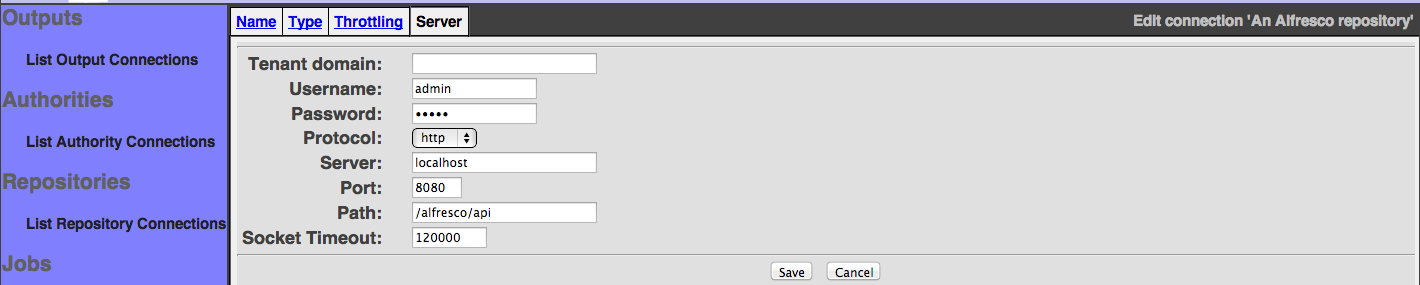 Outputs
List Output Connections
Authorities
List Authority Connections
Repositories
List Repository Connections
Jobs
Name Type Throttling Server Edit connection 'An Alfresco repository'
Tenant domain:
Username: admin
Password: •••••
Protocol: http
Server: localhost
Port: 8080
Path: /alfresco/api
Socket Timeout: 120000
Save Cancel